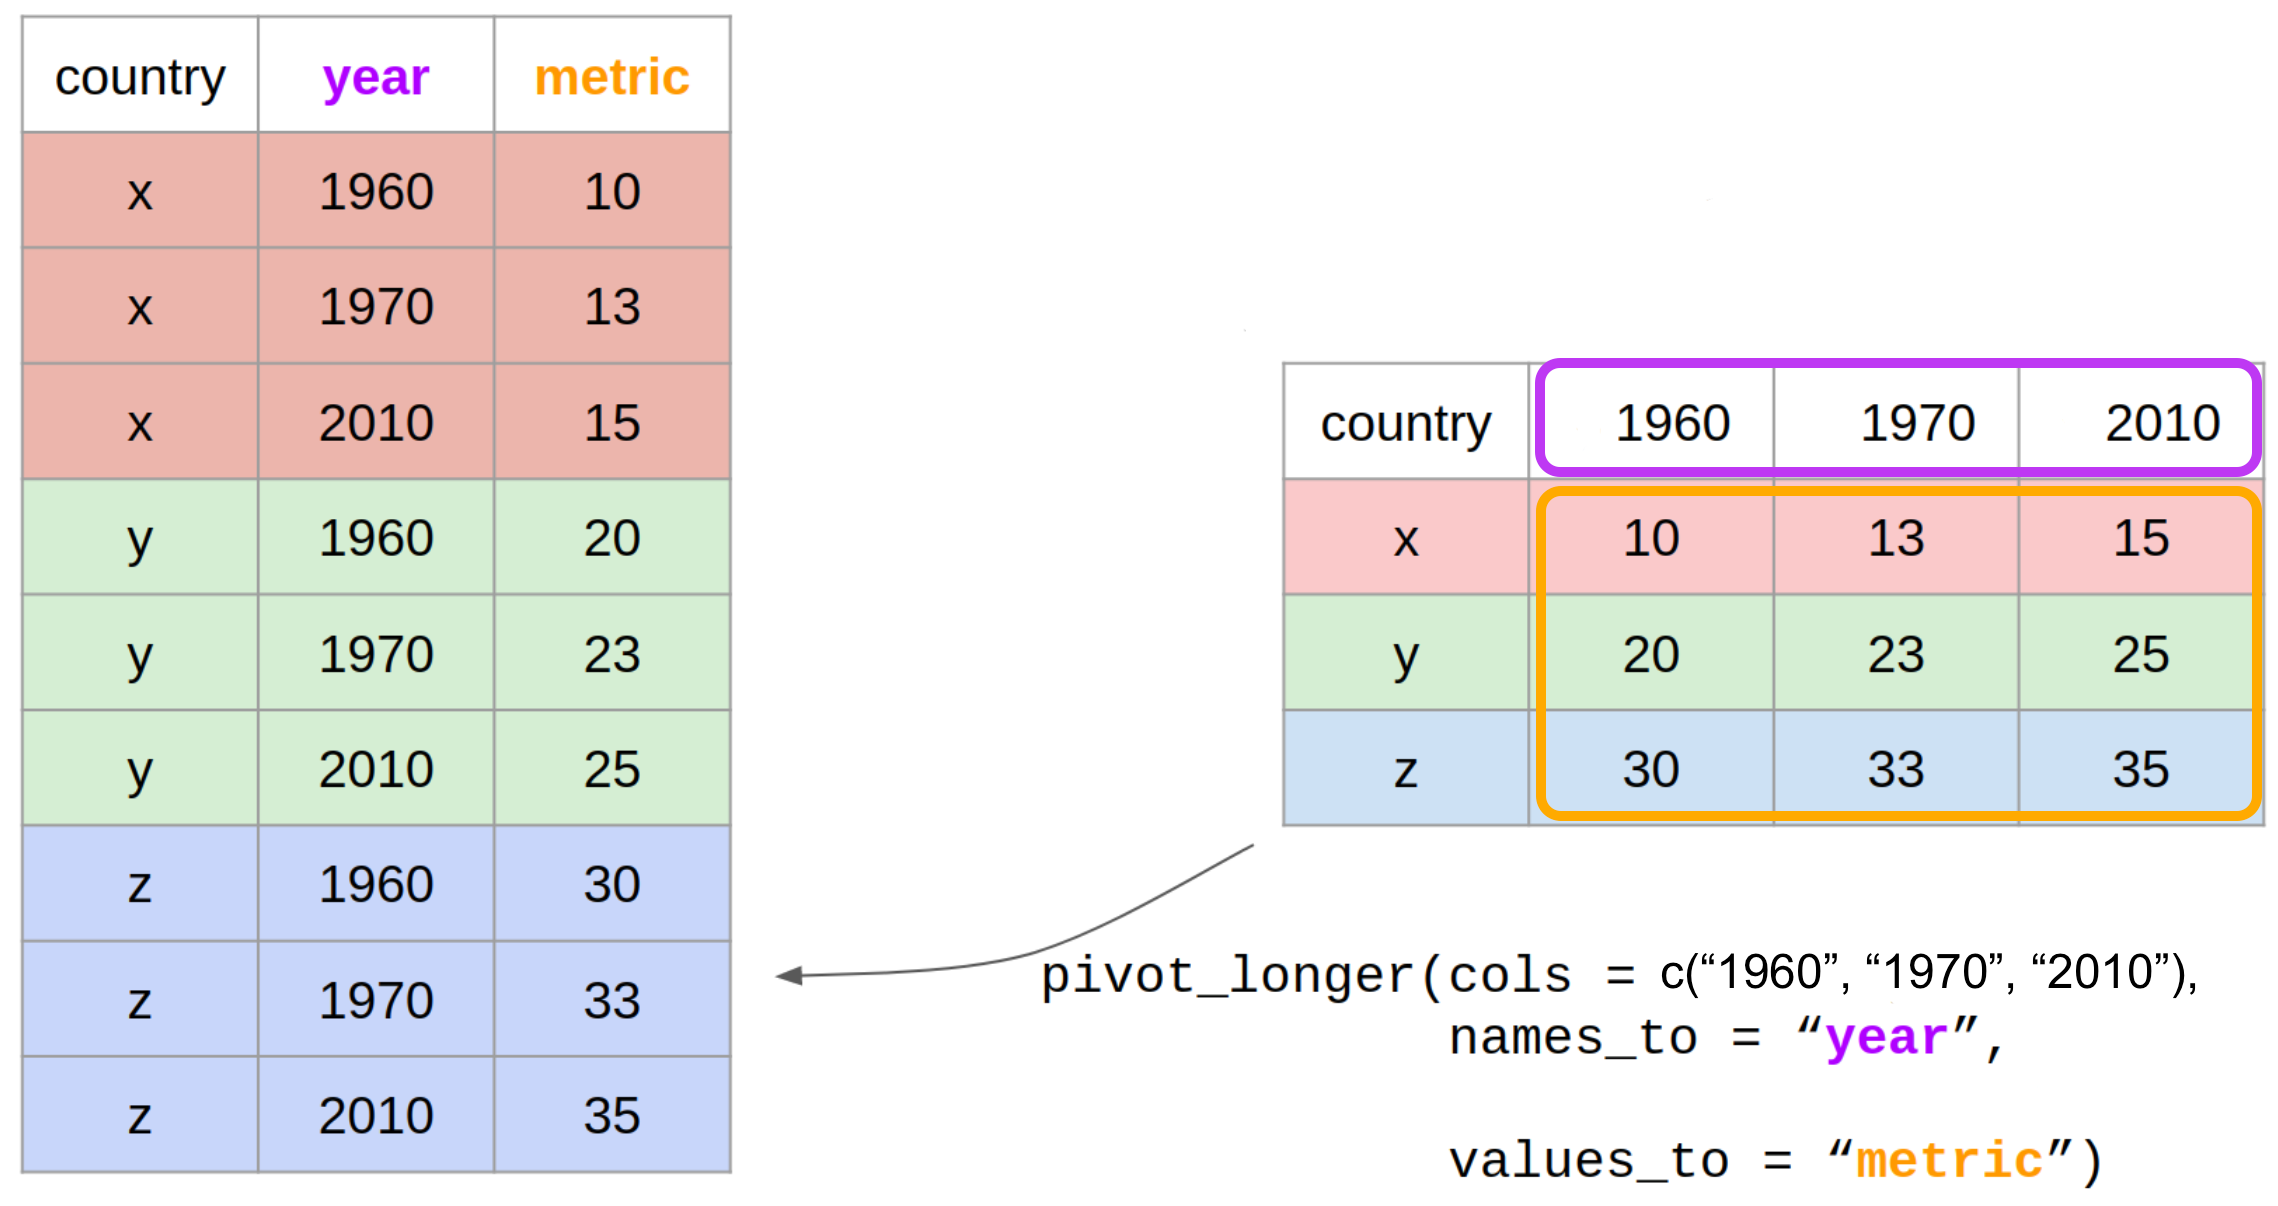 country year metric
x 1960 10
x 1970 13
x 2010 15
y 1960 20
y 1970 23
y 2010 25
z 1960 30
z 1970 33
z 2010 35
country 1960 1970 2010
x 10 13 15
y 20 23 25
z 30 33 35
pivot_longer(cols = c(“1960”, “1970”, “2010”),
names_to = “year”,
values_to = “metric”)